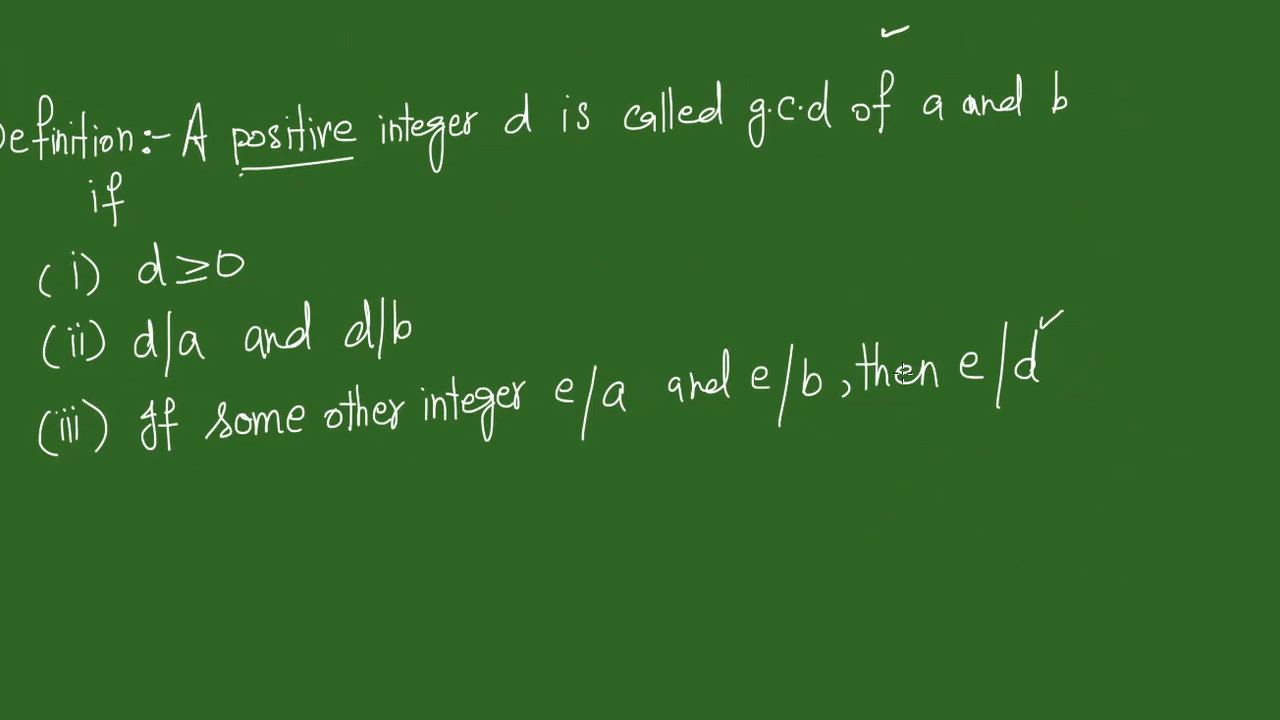 Definition:- A positive integer d is called g.c.d of a and b
if
(i) d≥0
(ii) d/a and d/b
(iii) If some other integer e/a and e/b, then e/d